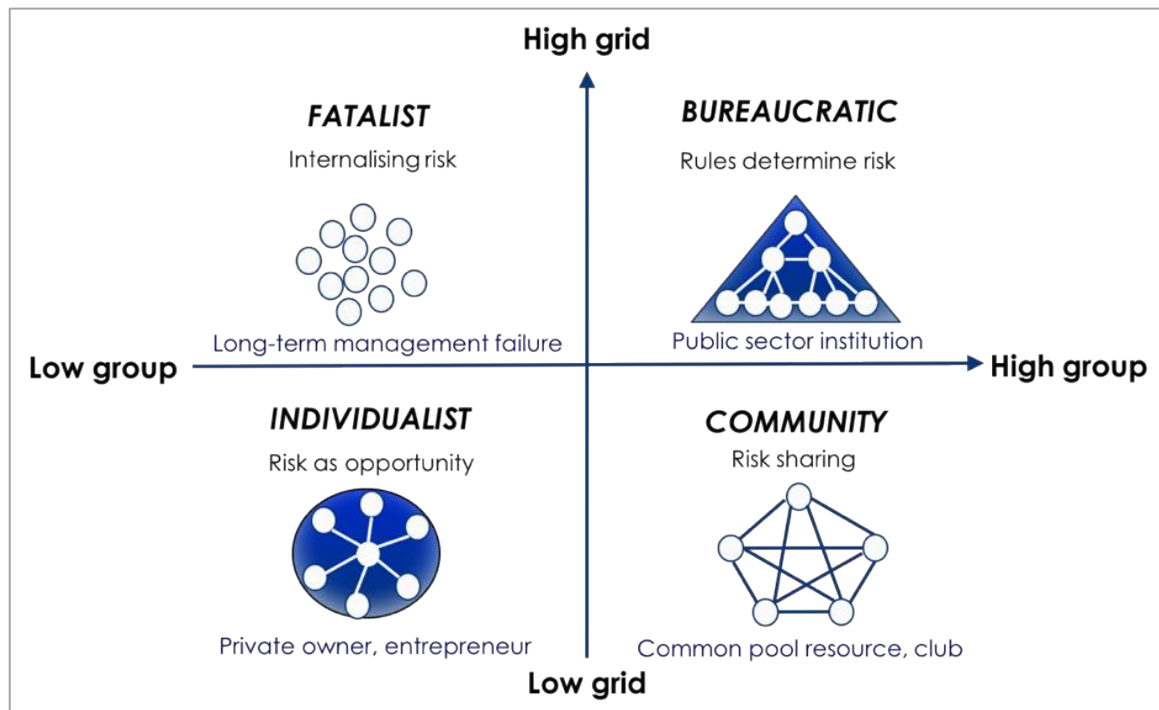 High grid
FATALIST
Internalising risk
Long-term management failure
BUREAUCRATIC
Rules determine risk
Public sector institution
Low group
High group
INDIVIDUALIST
Risk as opportunity
Private owner, entrepreneur
COMMUNITY
Risk sharing
Common pool resource, club
Low grid